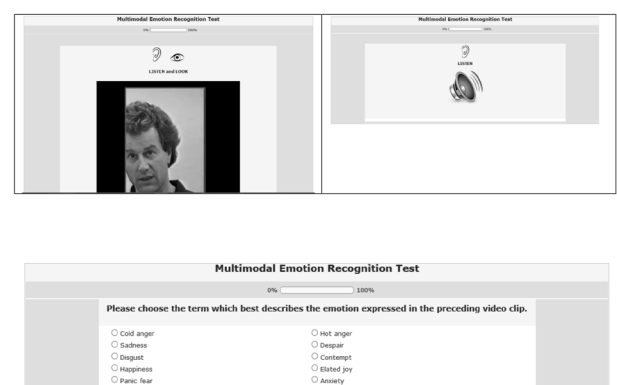 Multimodal Emotion Recognition Test
0% 100%
LISTEN and LOOK
Multimodal Emotion Recognition Test
0% 100%
LISTEN
Multimodal Emotion Recognition Test
0% 100%
Please choose the term which best describes the emotion expressed in the preceding video clip.
Cold anger
Hot anger
Sadness
Despair
Disgust
Contempt
Happiness
Elated joy
Panic fear
Anxiety